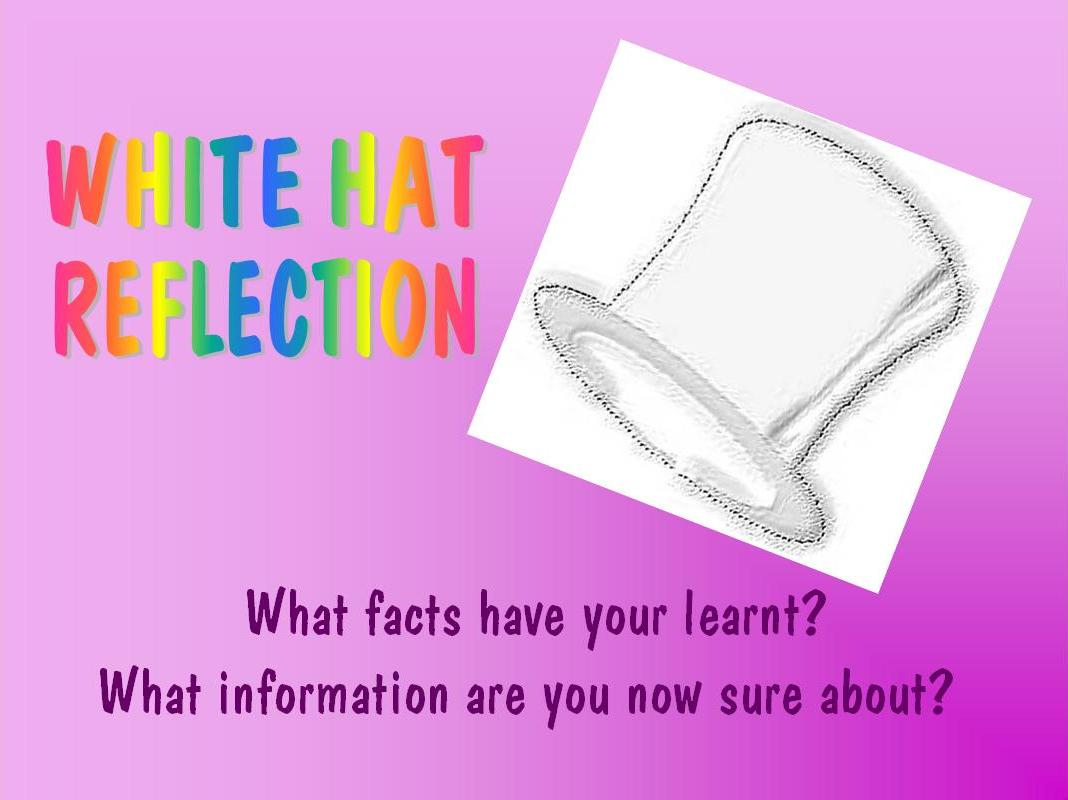 WHITE HAT
REFLECTION
What facts have your learnt?
What information are you now sure about?